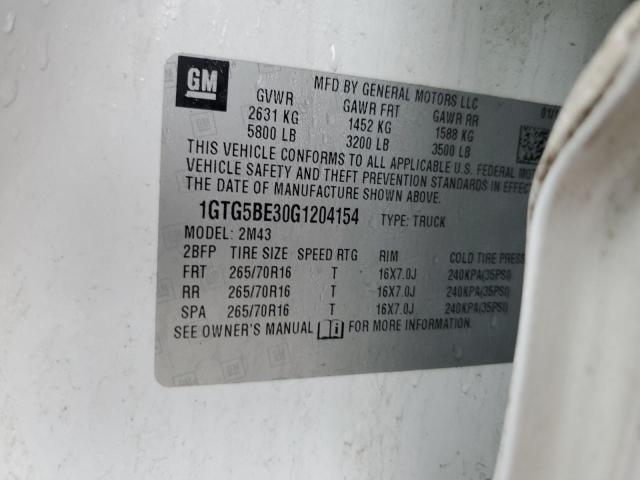 GM
MFD BY GENERAL MOTORS LLC
GVWR GAWR FRT GAWR RR
2631 KG 1452 KG 1588 KG
5800 LB 3200 LB 3500 LB
THIS VEHICLE CONFORMS TO ALL APPLICABLE U.S. FEDERAL
VEHICLE SAFETY AND THEFT PREVENTION STANDARDS IN
THE DATE OF MANUFACTURE SHOWN ABOVE.
1GTG5BE30G1204154 TYPE: TRUCK
MODEL: 2M43
2BFP TIRE SIZE SPEED RTG RIM COLD TIRE
FRT 265/70R16 T 16X7.0J 240KPA(35PSI)
RR 265/70R16 T 16X7.0J 240KPA(35PSI)
SPA 265/70R16 T 16X7.0J 240KPA(35PSI)
SEE OWNER'S MANUAL FOR MORE INFORMATION.